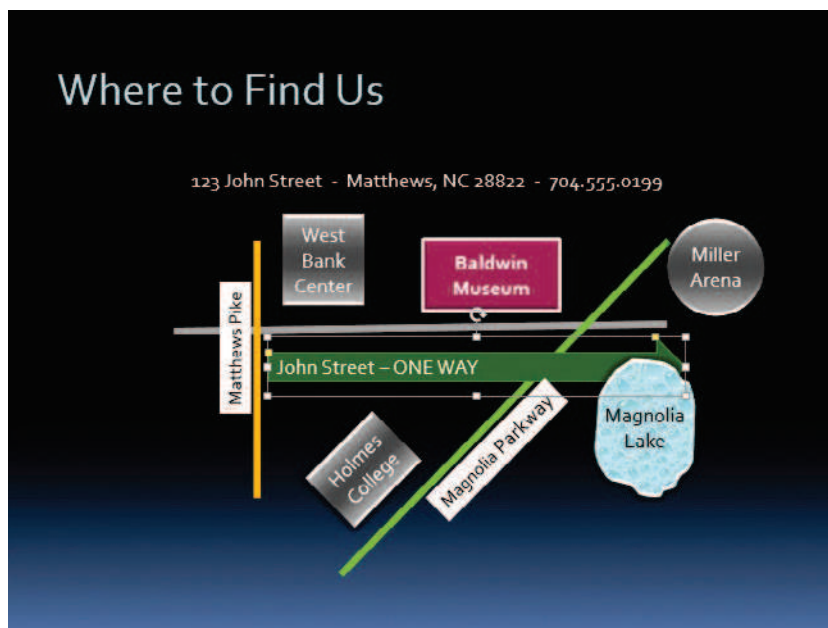 Where to Find Us
123 John Street - Matthews, NC 28822 - 704.555.0199
West
Bank
Center
Baldwin
Museum
Miller
Arena
Matthews Pike
John Street – ONE WAY
Magnolia
Lake
Magnolia Parkway
Holmes
College